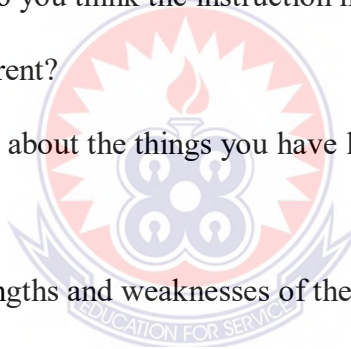 you think the instruction
rent?
about the things you have
ngths and weaknesses of the
EDUCATION FOR SERVICE